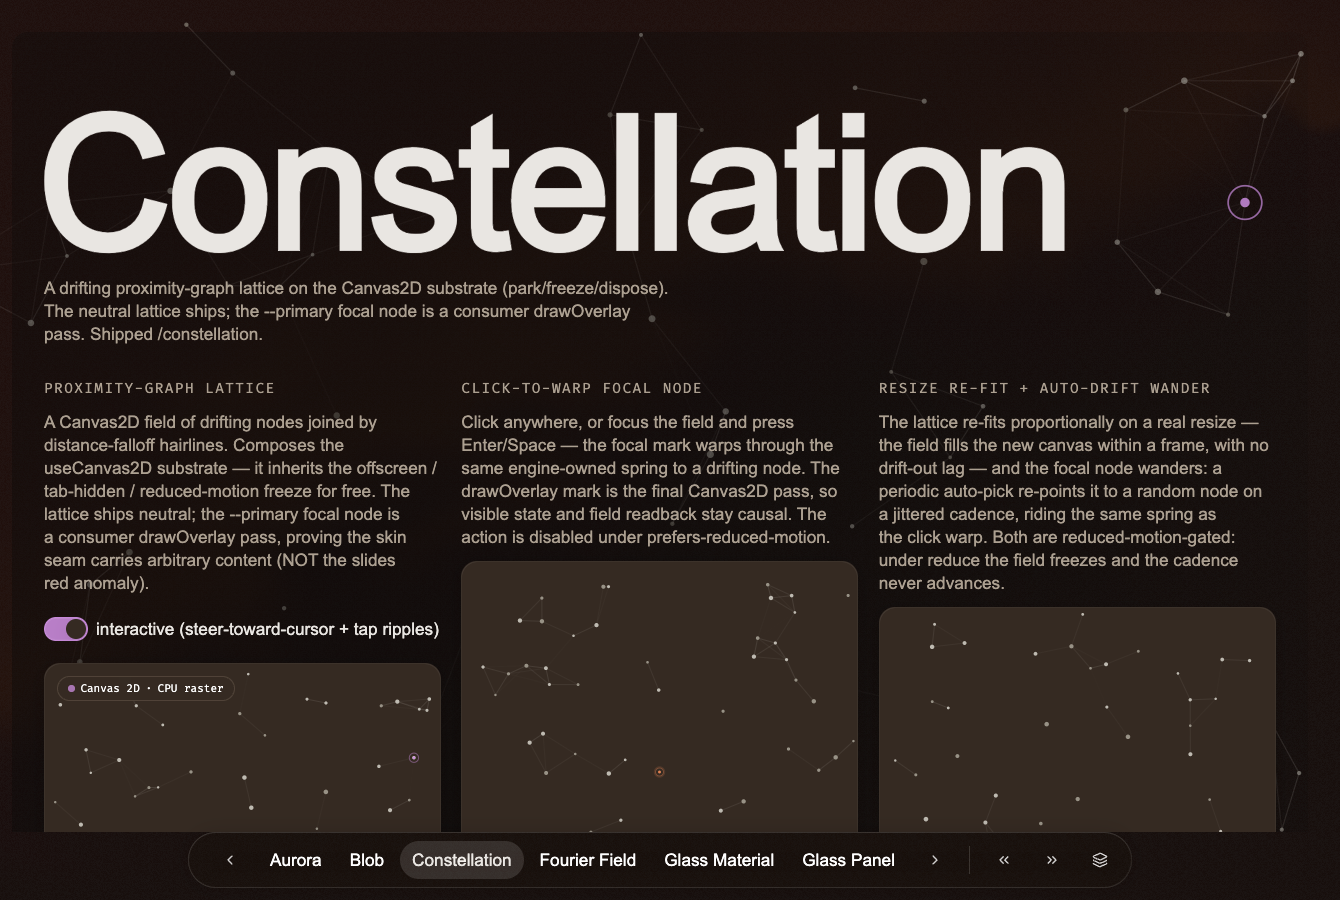 Constellation
A drifting proximity-graph lattice on the Canvas2D substrate (park/freeze/dispose).
The neutral lattice ships; the --primary focal node is a consumer drawOverlay
pass. Shipped /constellation.
PROXIMITY-GRAPH LATTICE
A Canvas2D field of drifting nodes joined by
distance-falloff hairlines. Composes the
useCanvas2D substrate — it inherits the offscreen /
tab-hidden / reduced-motion freeze for free. The
lattice ships neutral; the --primary focal node is
a consumer drawOverlay pass, proving the skin
seam carries arbitrary content (NOT the slides
red anomaly).
interactive (steer-toward-cursor + tap ripples)
Canvas 2D · CPU raster
CLICK-TO-WARP FOCAL NODE
Click anywhere, or focus the field and press
Enter/Space — the focal mark warps through the
same engine-owned spring to a drifting node. The
drawOverlay mark is the final Canvas2D pass, so
visible state and field readback stay causal. The
action is disabled under prefers-reduced-motion.
RESIZE RE-FIT + AUTO-DRIFT WANDER
The lattice re-fits proportionally on a real resize —
the field fills the new canvas within a frame, with no
drift-out lag — and the focal node wanders: a
periodic auto-pick re-points it to a random node on
a jittered cadence, riding the same spring as
the click warp. Both are reduced-motion-gated:
under reduce the field freezes and the cadence
never advances.
Aurora
Blob
Constellation
Fourier Field
Glass Material
Glass Panel